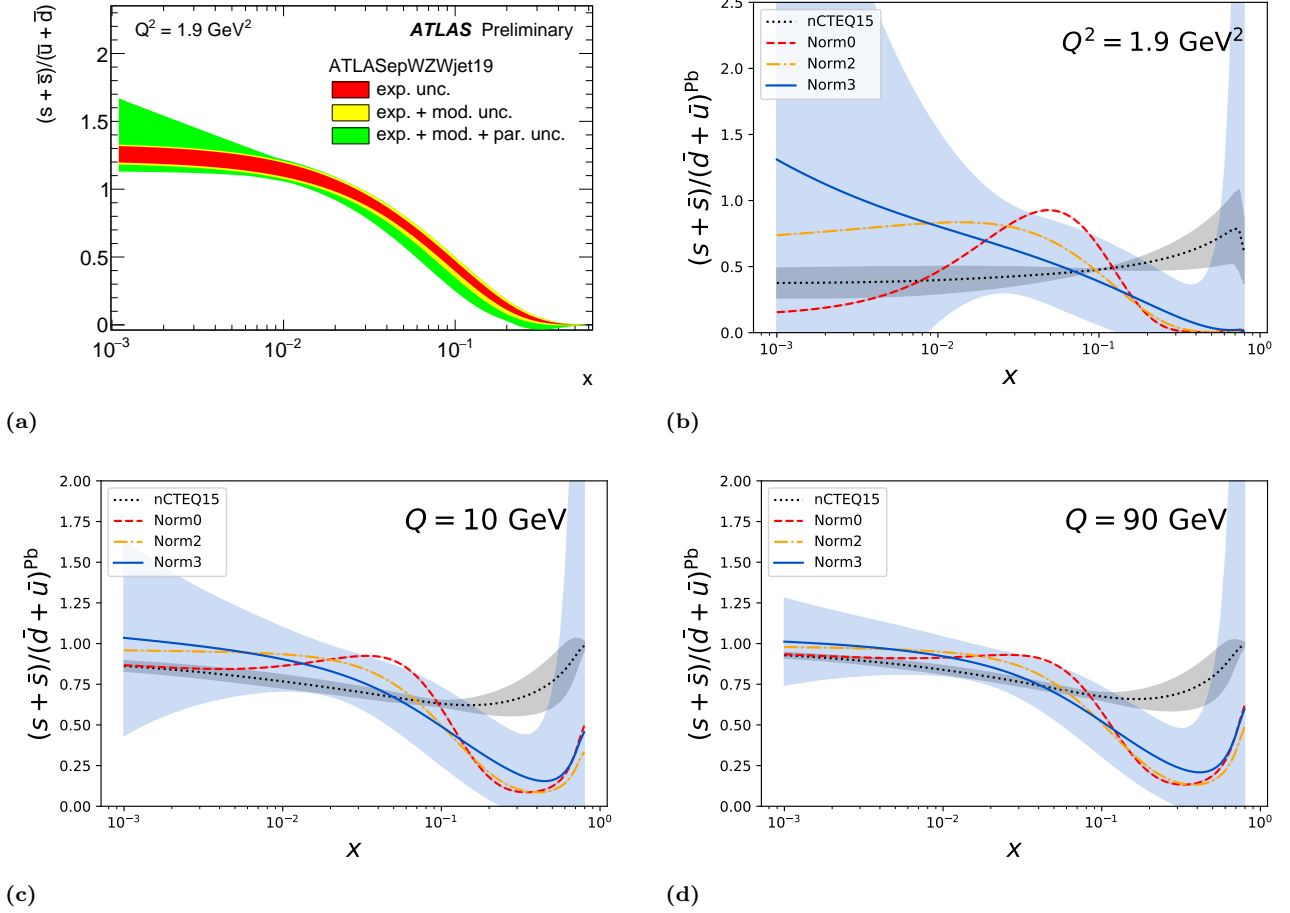 (s + s̅)/(u̅ + d̅)
Q² = 1.9 GeV²
ATLAS Preliminary
ATLASepWZWjet19
exp. unc.
exp. + mod. unc.
exp. + mod. + par. unc.
2
1.5
1
0.5
0
10⁻³
10⁻²
10⁻¹
x
(a)
(s + s̄)/(d̄ + ū)^Pb
nCTEQ15
Norm0
Norm2
Norm3
Q² = 1.9 GeV²
2.5
2.0
1.5
1.0
0.5
0.0
10⁻³
10⁻²
10⁻¹
10⁰
x
(b)
(s + s̄)/(d̄ + ū)^Pb
nCTEQ15
Norm0
Norm2
Norm3
Q = 10 GeV
2.00
1.75
1.50
1.25
1.00
0.75
0.50
0.25
0.00
10⁻³
10⁻²
10⁻¹
10⁰
x
(c)
(s + s̄)/(d̄ + ū)^Pb
nCTEQ15
Norm0
Norm2
Norm3
Q = 90 GeV
2.00
1.75
1.50
1.25
1.00
0.75
0.50
0.25
0.00
10⁻³
10⁻²
10⁻¹
10⁰
x
(d)